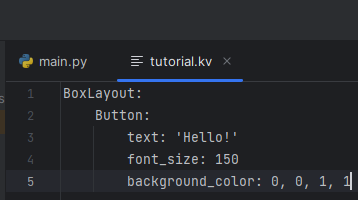 main.py tutorial.kv
1 BoxLayout:
2 Button:
3 text: 'Hello!'
4 font_size: 150
5 background_color: 0, 0, 1, 1